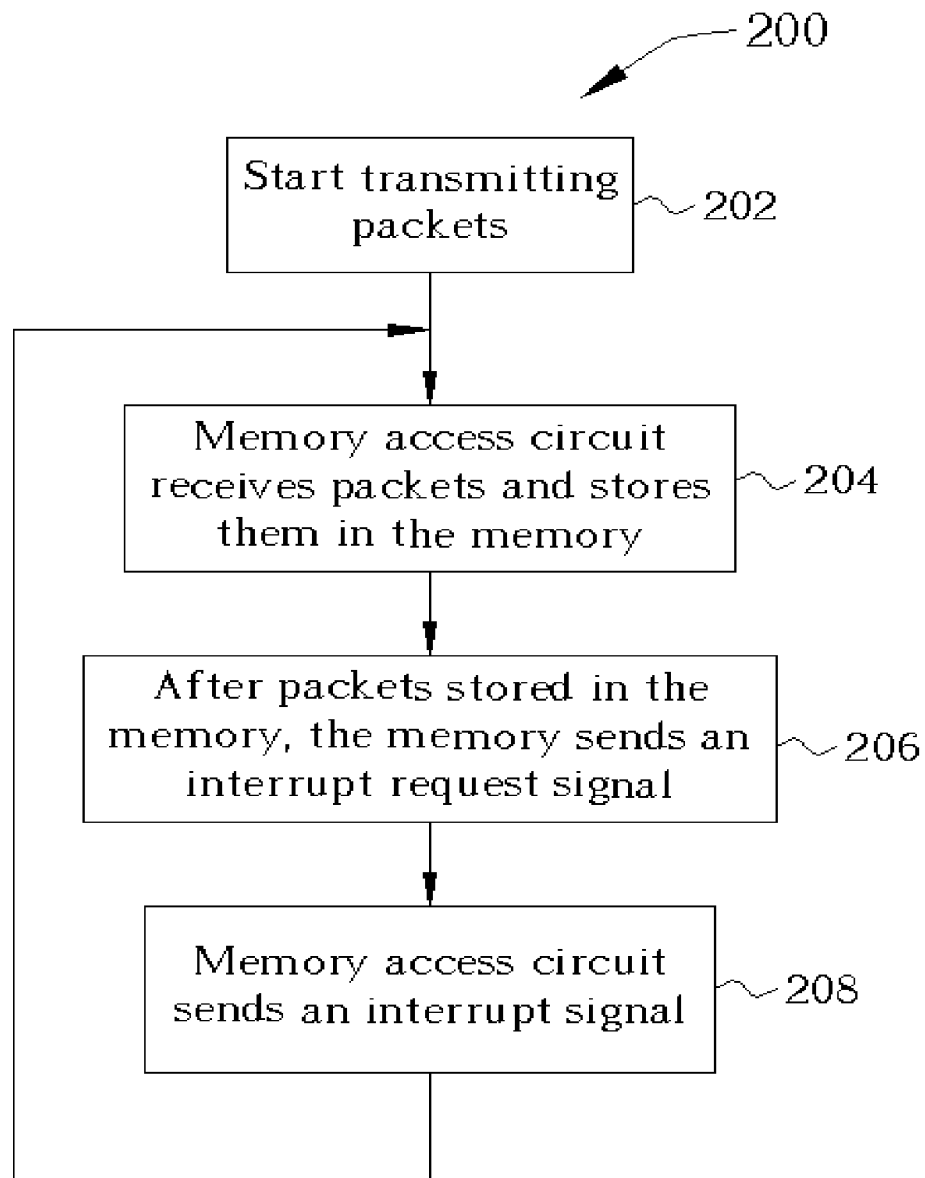 200
Start transmitting
packets
202
Memory access circuit
receives packets and stores
them in the memory
204
After packets stored in the
memory, the memory sends an
interrupt request signal
206
Memory access circuit
sends an interrupt signal
208